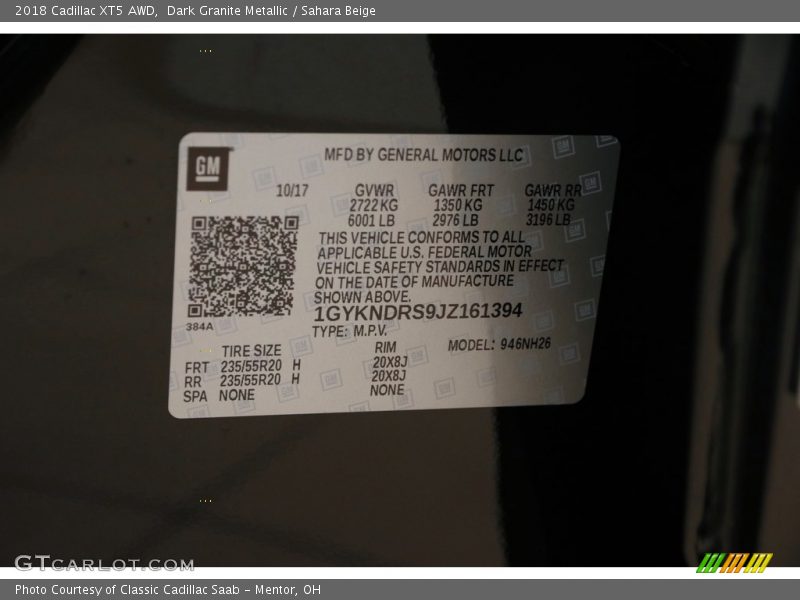 2018 Cadillac XT5 AWD,  Dark Granite Metallic / Sahara Beige
GM
MFD BY GENERAL MOTORS LLC
10/17 GVWR GAWR FRT GAWR RR
2722 KG 1350 KG 1450 KG
6001 LB 2976 LB 3196 LB
THIS VEHICLE CONFORMS TO ALL
APPLICABLE U.S. FEDERAL MOTOR
VEHICLE SAFETY STANDARDS IN EFFECT
ON THE DATE OF MANUFACTURE
SHOWN ABOVE.
1GYKNDRS9JZ161394
384A
TYPE: M.P.V.
TIRE SIZE RIM MODEL: 946NH26
FRT 235/55R20 H 20X8J
RR 235/55R20 H 20X8J
SPA NONE NONE
GTCARLOT.COM
Photo Courtesy of Classic Cadillac Saab - Mentor, OH